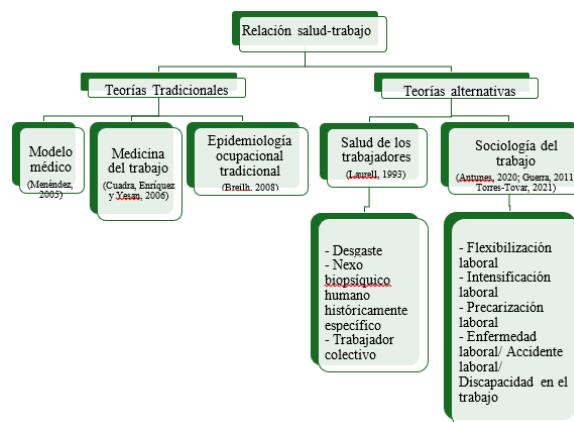 Relación salud-trabajo
Teorías Tradicionales
Teorías alternativas
Modelo
médico
(Menéndez,
2005)
Medicina
del trabajo
(Cuadra, Enríquez
y Yesan, 2006)
Epidemiología
ocupacional
tradicional
(Breilh, 2008)
Salud de los
trabajadores
(Laurell, 1993)
Sociología del
trabajo
(Antunes, 2020; Guerra, 2011
Torres-Tovar, 2021)
- Desgaste
- Nexo
biopsíquico
humano
históricamente
específico
- Trabajador
colectivo
- Flexibilización
laboral
- Intensificación
laboral
- Precarización
laboral
- Enfermedad
laboral/ Accidente
laboral/
Discapacidad en el
trabajo